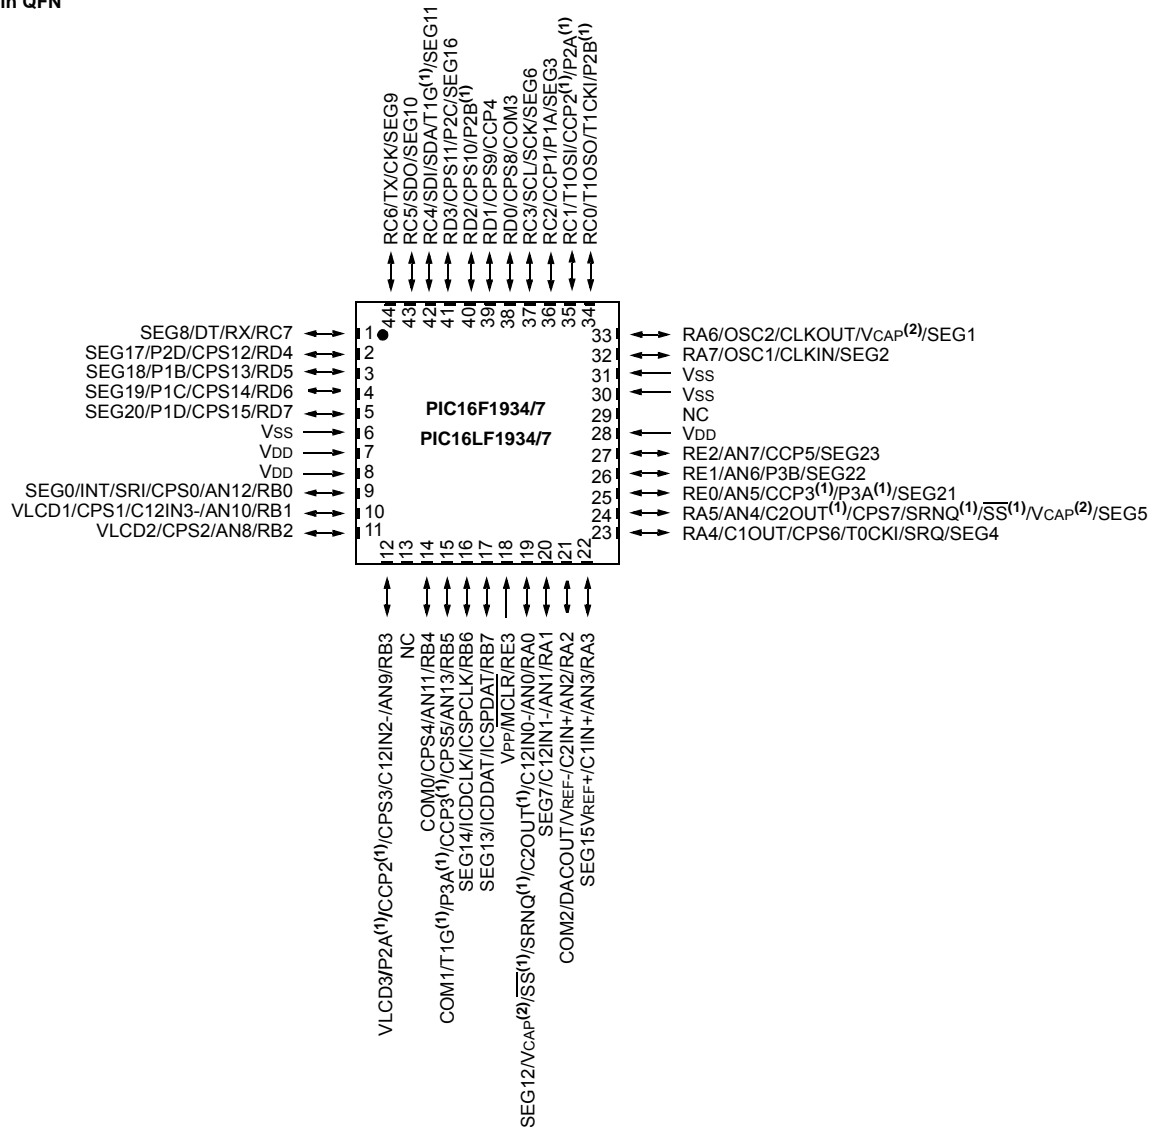 in QFN
RC6/TX/CK/SEG9
RC5/SDO/SEG10
RC4/SDI/SDA/T1G(1)/SEG11
RD3/CPS11/P2C/SEG16
RD2/CPS10/P2B(1)
RD1/CPS9/CCP4
RD0/CPS8/COM3
RC3/SCL/SCK/SEG6
RC2/CCP1/P1A/SEG3
RC1/T1OSI/CCP2(1)/P2A(1)
RC0/T1OSO/T1CKI/P2B(1)
44
43
42
41
40
39
38
37
36
35
34
SEG8/DT/RX/RC7 1
SEG17/P2D/CPS12/RD4 2
SEG18/P1B/CPS13/RD5 3
SEG19/P1C/CPS14/RD6 4
SEG20/P1D/CPS15/RD7 5
VSS 6
VDD 7
VDD 8
SEG0/INT/SRI/CPS0/AN12/RB0 9
VLCD1/CPS1/C12IN3-/AN10/RB1 10
VLCD2/CPS2/AN8/RB2 11
PIC16F1934/7
PIC16LF1934/7
33 RA6/OSC2/CLKOUT/VCAP(2)/SEG1
32 RA7/OSC1/CLKIN/SEG2
31 VSS
30 VSS
29 NC
28 VDD
27 RE2/AN7/CCP5/SEG23
26 RE1/AN6/P3B/SEG22
25 RE0/AN5/CCP3(1)/P3A(1)/SEG21
24 RA5/AN4/C2OUT(1)/CPS7/SRNQ(1)/SS(1)/VCAP(2)/SEG5
23 RA4/C1OUT/CPS6/T0CKI/SRQ/SEG4
12
13
14
15
16
17
18
19
20
21
22
VLCD3/P2A(1)/CCP2(1)/CPS3/C12IN2-/AN9/RB3
NC
COM0/CPS4/AN11/RB4
COM1/T1G(1)/P3A(1)/CCP3(1)/CPS5/AN13/RB5
SEG14/ICDCLK/ICSPCLK/RB6
SEG13/ICDDAT/ICSPDAT/RB7
VPP/MCLR/RE3
SEG12/VCAP(2)/SS(1)/SRNQ(1)/C2OUT(1)/C12IN0-/AN0/RA0
SEG7/C12IN1-/AN1/RA1
COM2/DACOUT/VREF-/C2IN+/AN2/RA2
SEG15VREF+/C1IN+/AN3/RA3